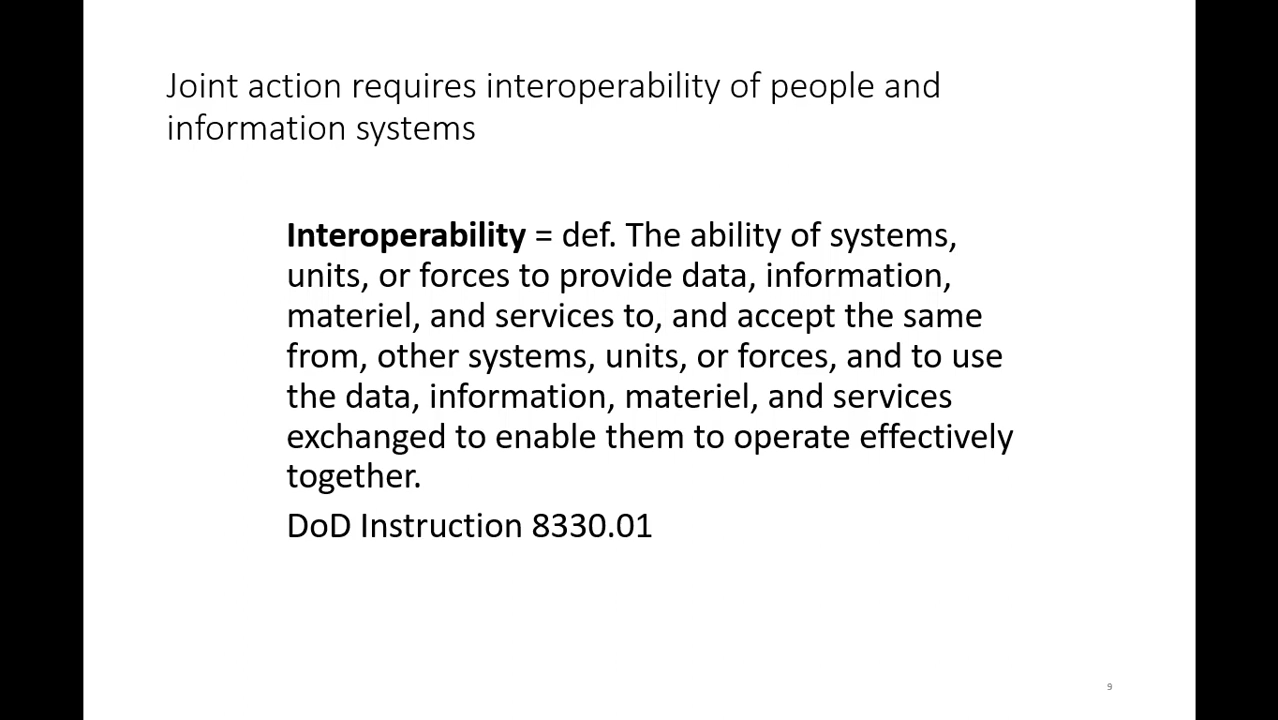 Joint action requires interoperability of people and
information systems
Interoperability = def. The ability of systems,
units, or forces to provide data, information,
materiel, and services to, and accept the same
from, other systems, units, or forces, and to use
the data, information, materiel, and services
exchanged to enable them to operate effectively
together.
DoD Instruction 8330.01
9